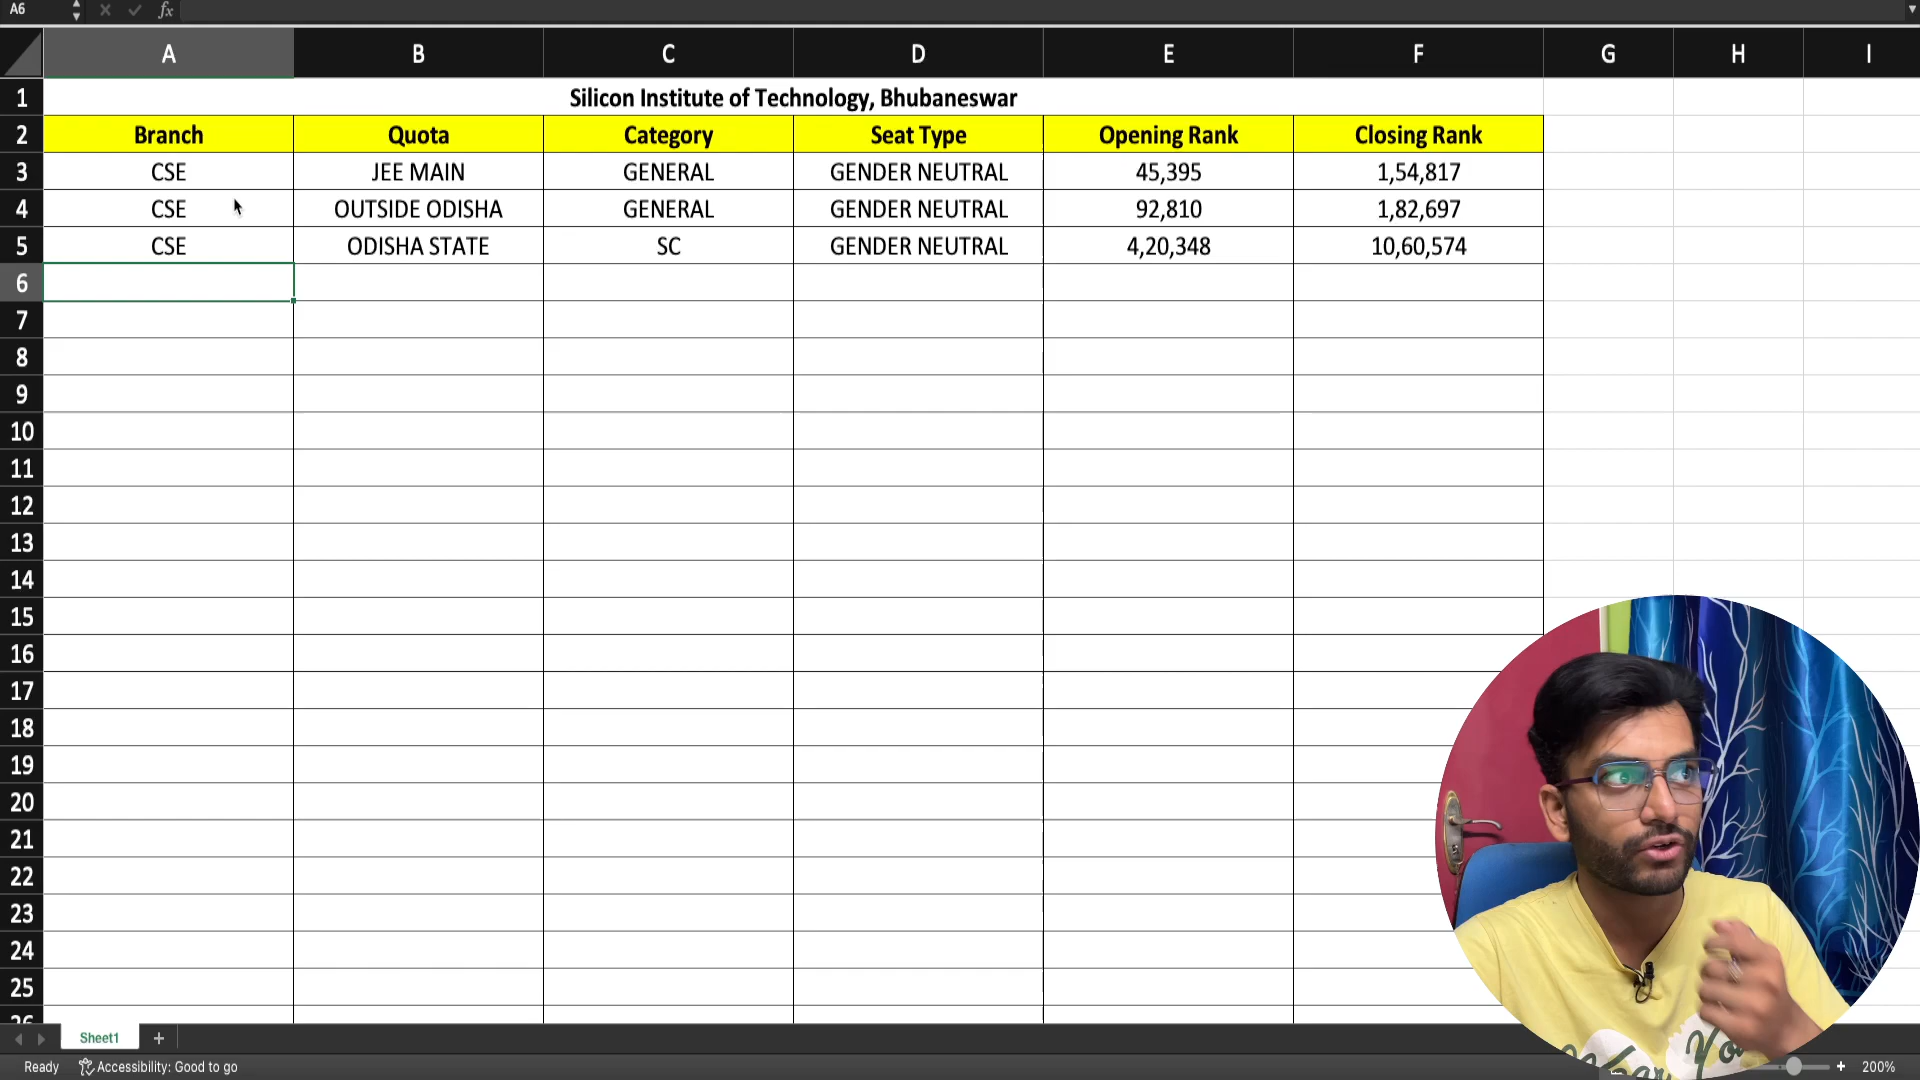 A6 fx
A B C D E F G H I
1 Silicon Institute of Technology, Bhubaneswar
2 Branch Quota Category Seat Type Opening Rank Closing Rank
3 CSE JEE MAIN GENERAL GENDER NEUTRAL 45,395 1,54,817
4 CSE OUTSIDE ODISHA GENERAL GENDER NEUTRAL 92,810 1,82,697
5 CSE ODISHA STATE SC GENDER NEUTRAL 4,20,348 10,60,574
6
7
8
9
10
11
12
13
14
15
16
17
18
19
20
21
22
23
24
25
26
Sheet1 +
Ready Accessibility: Good to go + 200%